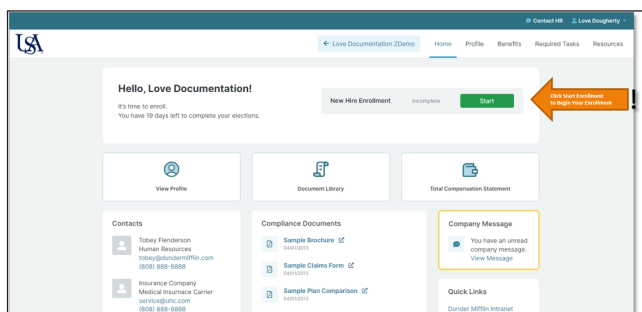 Contact HR Love Dougherty
USA
← Love Documentation ZDemo Home Profile Benefits Required Tasks Resources
Hello, Love Documentation!
It's time to enroll.
You have 19 days left to complete your elections.
New Hire Enrollment Incomplete Start
Click Start Enrollment
to Begin Your Enrollment
!
View Profile Document Library Total Compensation Statement
Contacts
Tobey Flenderson
Human Resources
tobey@dundermifflin.com
(808) 888-8888
Insurance Company
Medical Insurnace Carrier
service@uhc.com
(808) 888-8888
Compliance Documents
Sample Brochure
04/01/2013
Sample Claims Form
04/01/2013
Sample Plan Comparison
04/01/2013
Company Message
You have an unread
company message.
View Message
Quick Links
Dunder Mifflin Intranet